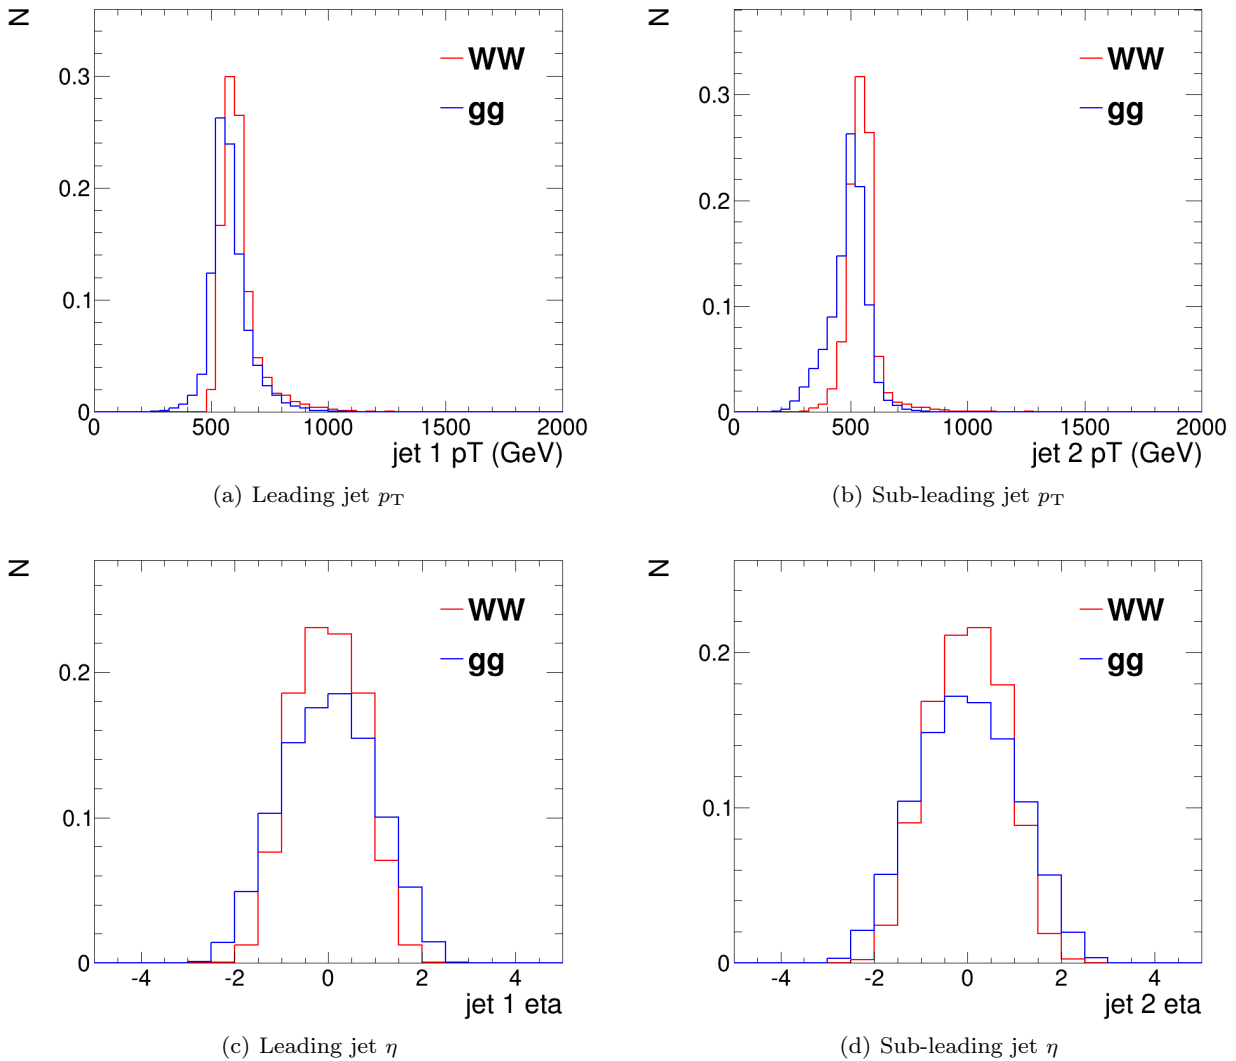 N
0.3
0.2
0.1
0
0 500 1000 1500 2000
jet 1 pT (GeV)
WW
gg
(a) Leading jet pT
N
0.3
0.2
0.1
0
0 500 1000 1500 2000
jet 2 pT (GeV)
WW
gg
(b) Sub-leading jet pT
N
0.2
0.1
0
-4 -2 0 2 4
jet 1 eta
WW
gg
(c) Leading jet η
N
0.2
0.1
0
-4 -2 0 2 4
jet 2 eta
WW
gg
(d) Sub-leading jet η